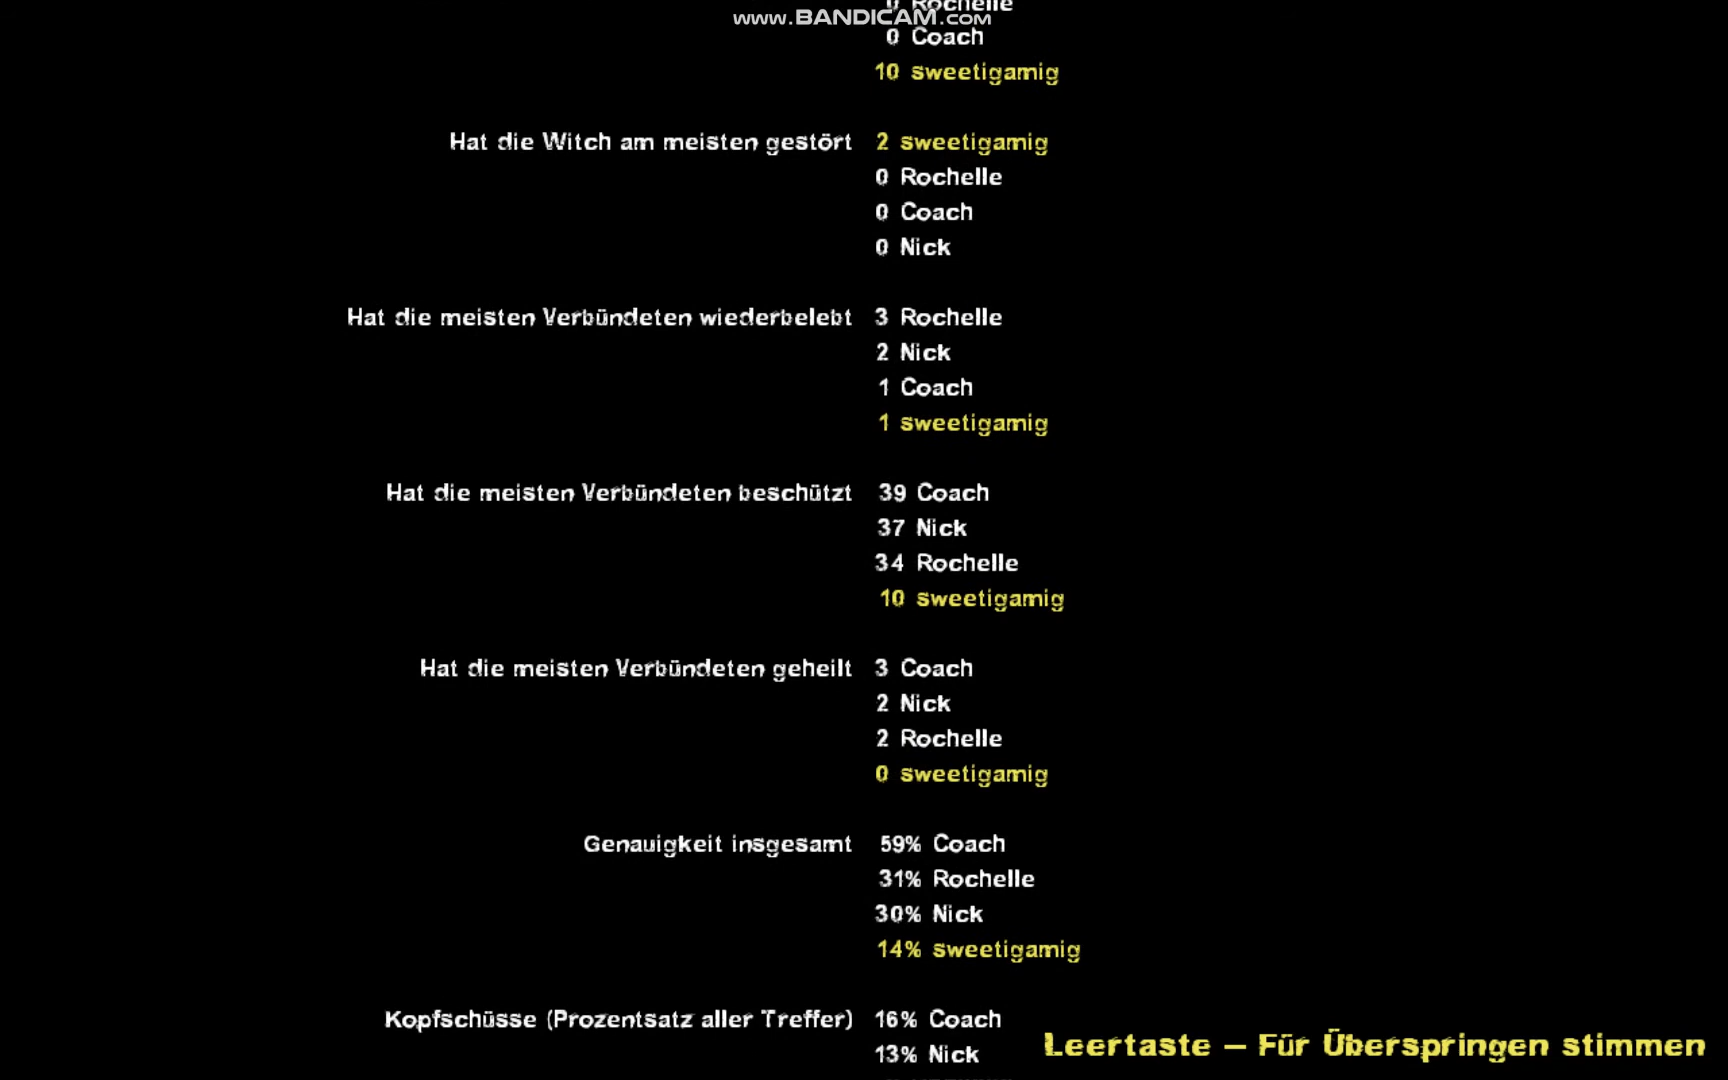 0 Rochelle
www.BANDICAM.com
0 Coach
10 sweetigamig
Hat die Witch am meisten gestört 2 sweetigamig
0 Rochelle
0 Coach
0 Nick
Hat die meisten Verbündeten wiederbelebt 3 Rochelle
2 Nick
1 Coach
1 sweetigamig
Hat die meisten Verbündeten beschützt 39 Coach
37 Nick
34 Rochelle
10 sweetigamig
Hat die meisten Verbündeten geheilt 3 Coach
2 Nick
2 Rochelle
0 sweetigamig
Genauigkeit insgesamt 59% Coach
31% Rochelle
30% Nick
14% sweetigamig
Kopfschüsse (Prozentsatz aller Treffer) 16% Coach
13% Nick
Leertaste – Für Überspringen stimmen